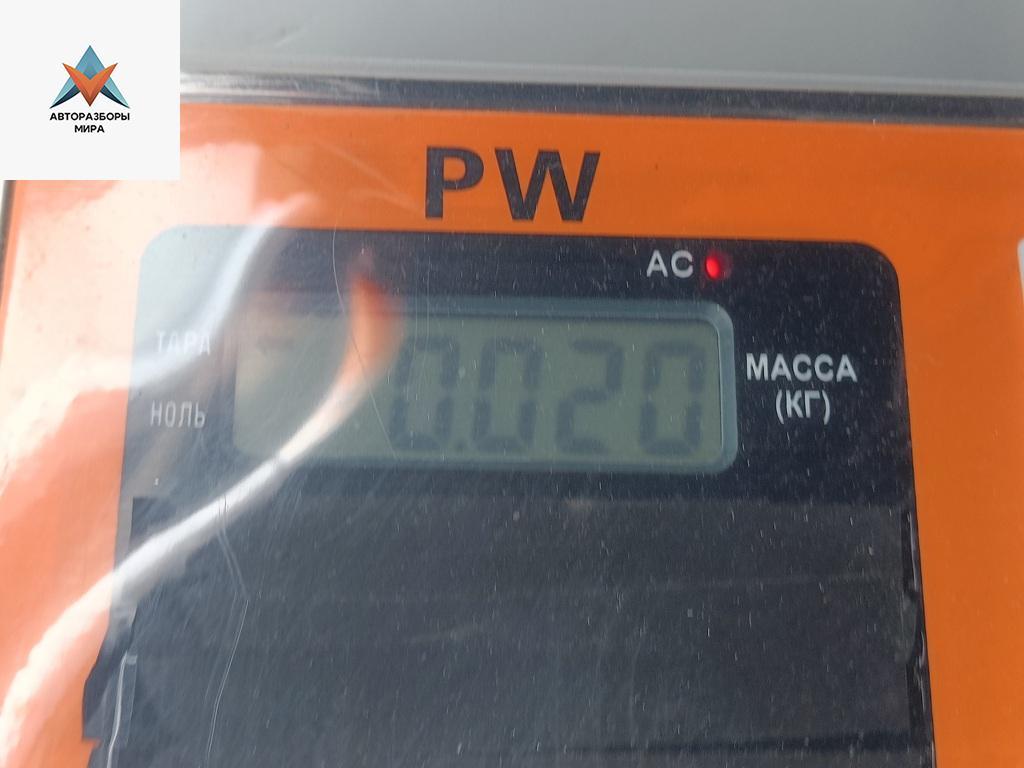 АВТОРАЗБОРЫ
МИРА
PW
AC
ТАРА
0.020
МАССА
(КГ)
НОЛЬ